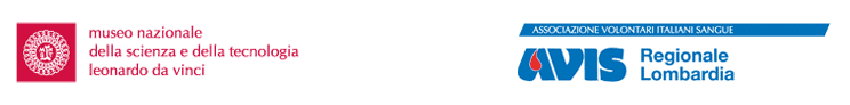 museo nazionale
della scienza e della tecnologia
leonardo da vinci
ASSOCIAZIONE VOLONTARI ITALIANI SANGUE
AVIS Regionale
Lombardia